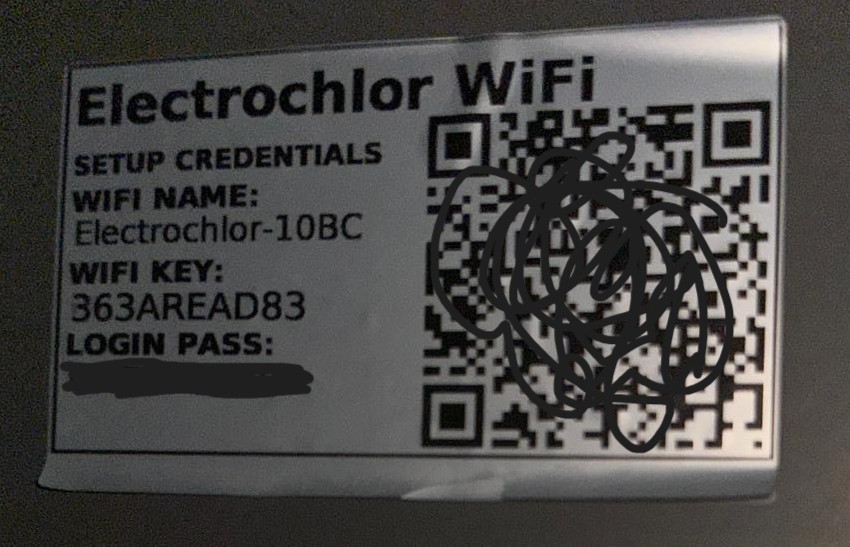 Electrochlor WiFi
SETUP CREDENTIALS
WIFI NAME:
Electrochlor-10BC
WIFI KEY:
363AREAD83
LOGIN PASS: